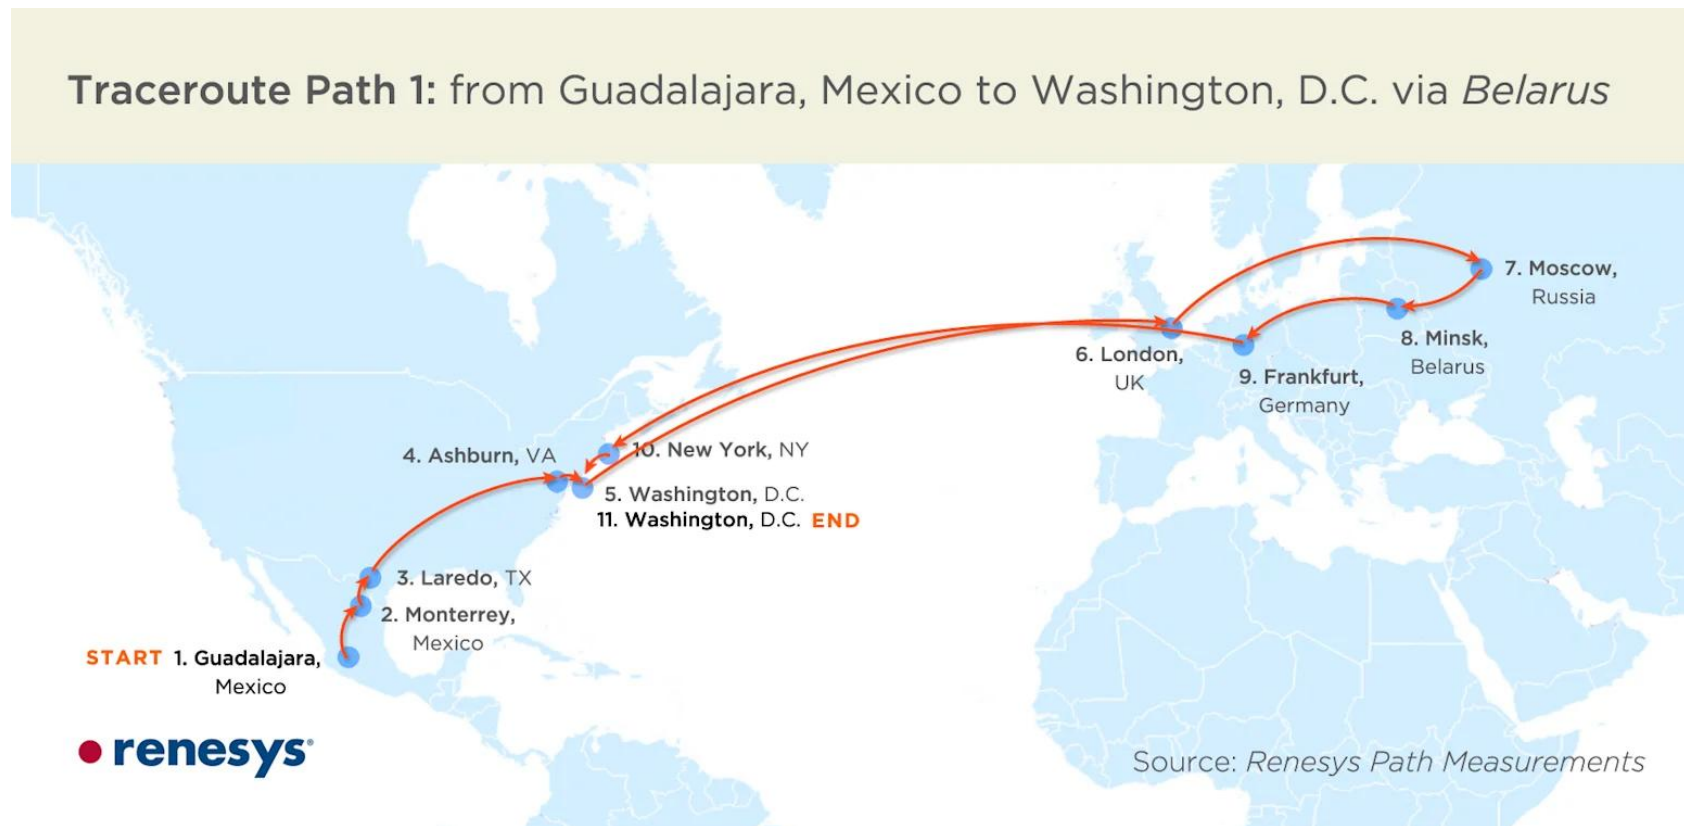 Traceroute Path 1: from Guadalajara, Mexico to Washington, D.C. via Belarus
7. Moscow,
Russia
8. Minsk,
Belarus
6. London,
UK
9. Frankfurt,
Germany
4. Ashburn, VA
10. New York, NY
5. Washington, D.C.
11. Washington, D.C. END
3. Laredo, TX
2. Monterrey,
Mexico
START 1. Guadalajara,
Mexico
renesys®
Source: Renesys Path Measurements